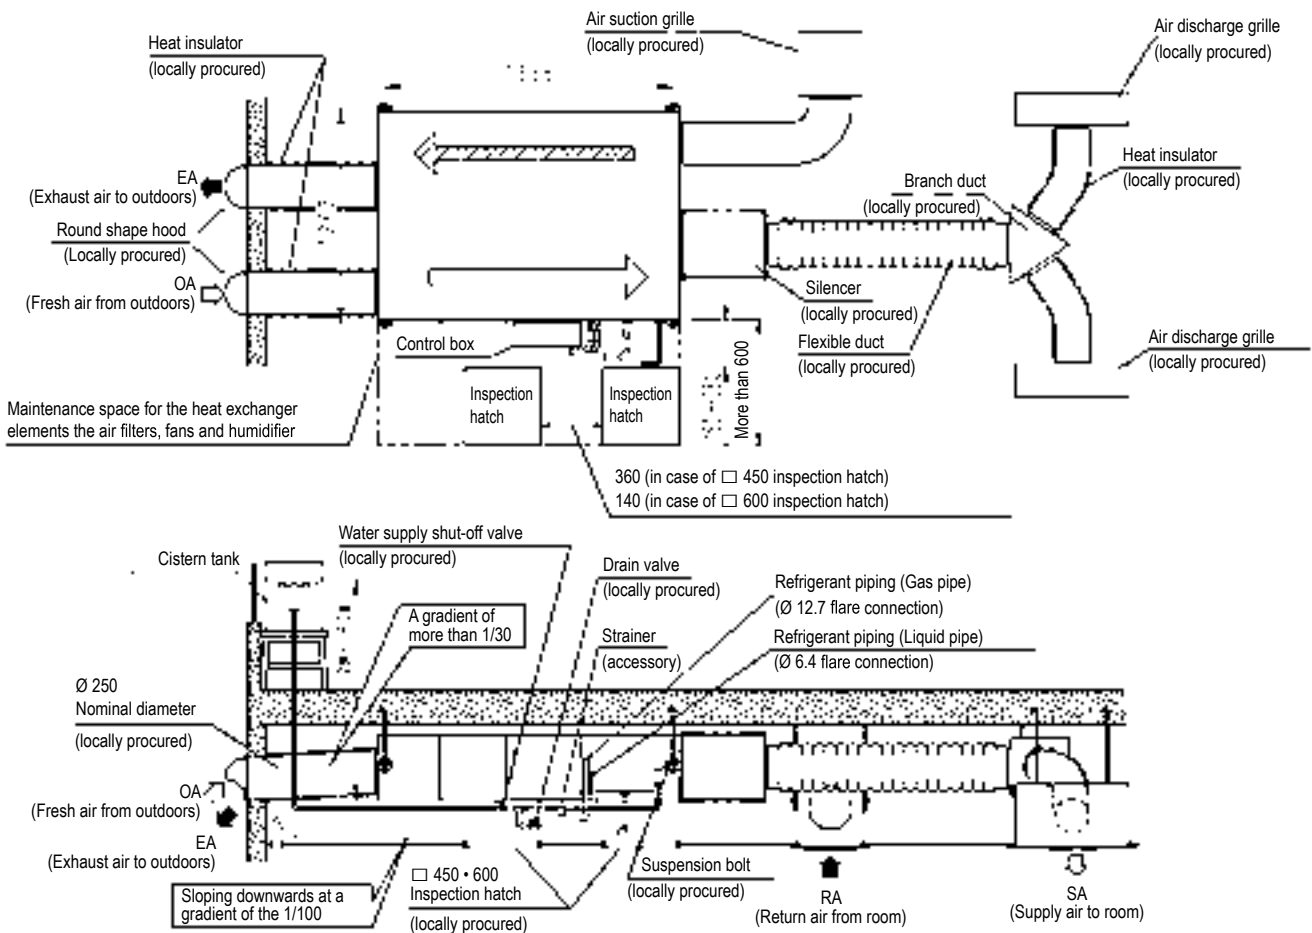 Air suction grille
(locally procured)
Air discharge grille
(locally procured)
Heat insulator
(locally procured)
EA
(Exhaust air to outdoors)
Round shape hood
(Locally procured)
OA
(Fresh air from outdoors)
Branch duct
(locally procured)
Heat insulator
(locally procured)
Silencer
(locally procured)
Flexible duct
(locally procured)
Air discharge grille
(locally procured)
Control box
Inspection
hatch
Inspection
hatch
More than 600
Maintenance space for the heat exchanger
elements the air filters, fans and humidifier
360 (in case of □ 450 inspection hatch)
140 (in case of □ 600 inspection hatch)
Water supply shut-off valve
(locally procured)
Cistern tank
Drain valve
(locally procured)
Refrigerant piping (Gas pipe)
(Ø 12.7 flare connection)
A gradient of
more than 1/30
Strainer
(accessory)
Refrigerant piping (Liquid pipe)
(Ø 6.4 flare connection)
Ø 250
Nominal diameter
(locally procured)
OA
(Fresh air from outdoors)
EA
(Exhaust air to outdoors)
Sloping downwards at a
gradient of the 1/100
□ 450 • 600
Inspection hatch
(locally procured)
Suspension bolt
(locally procured)
RA
(Return air from room)
SA
(Supply air to room)